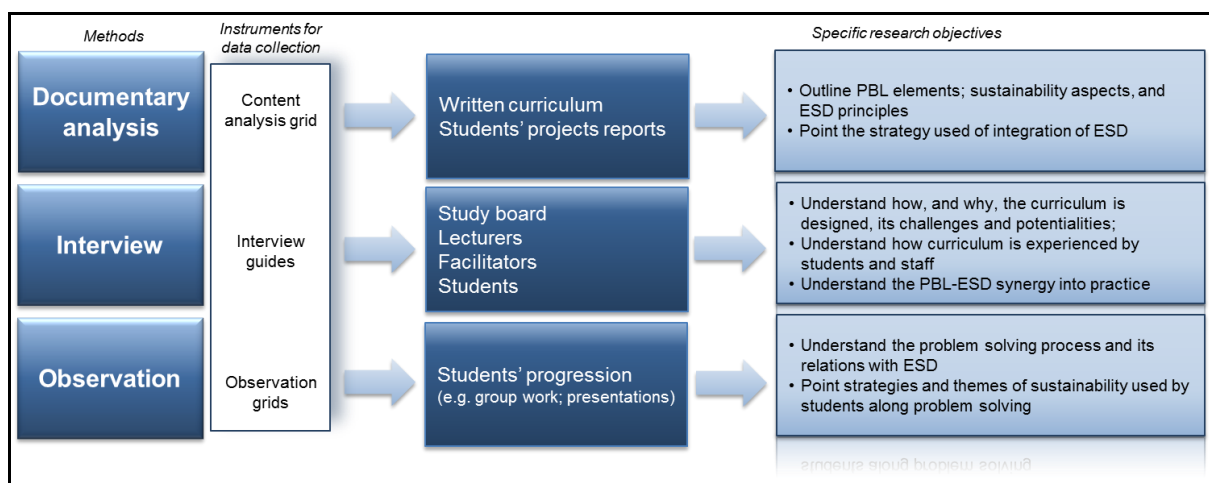 Methods
Instruments for
data collection
Specific research objectives
Documentary
analysis
Content
analysis grid
Written curriculum
Students' projects reports
• Outline PBL elements; sustainability aspects, and
ESD principles
• Point the strategy used of integration of ESD
Interview
Interview
guides
Study board
Lecturers
Facilitators
Students
• Understand how, and why, the curriculum is
designed, its challenges and potentialities;
• Understand how curriculum is experienced by
students and staff
• Understand the PBL-ESD synergy into practice
Observation
Observation
grids
Students' progression
(e.g. group work; presentations)
• Understand the problem solving process and its
relations with ESD
• Point strategies and themes of sustainability used by
students along problem solving